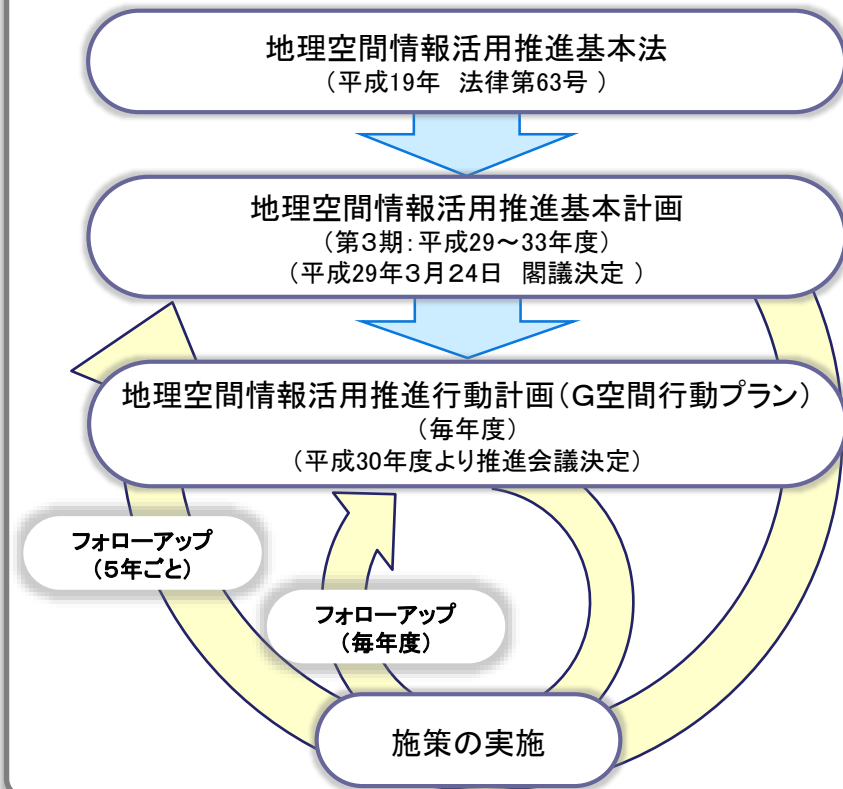 地理空間情報活用推進基本法
（平成19年　法律第63号 ）
地理空間情報活用推進基本計画
（第３期：平成29～33年度）
（平成29年３月24日　閣議決定 ）
地理空間情報活用推進行動計画（Ｇ空間行動プラン）
（毎年度）
（平成30年度より推進会議決定）
フォローアップ
（５年ごと）
フォローアップ
（毎年度）
施策の実施